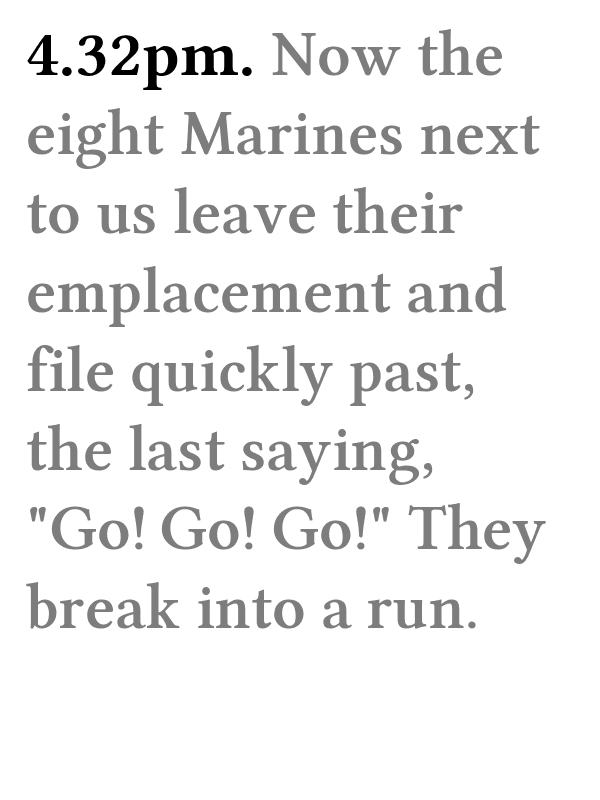 4.32pm. Now the
eight Marines next
to us leave their
emplacement and
file quickly past,
the last saying,
"Go! Go! Go!" They
break into a run.